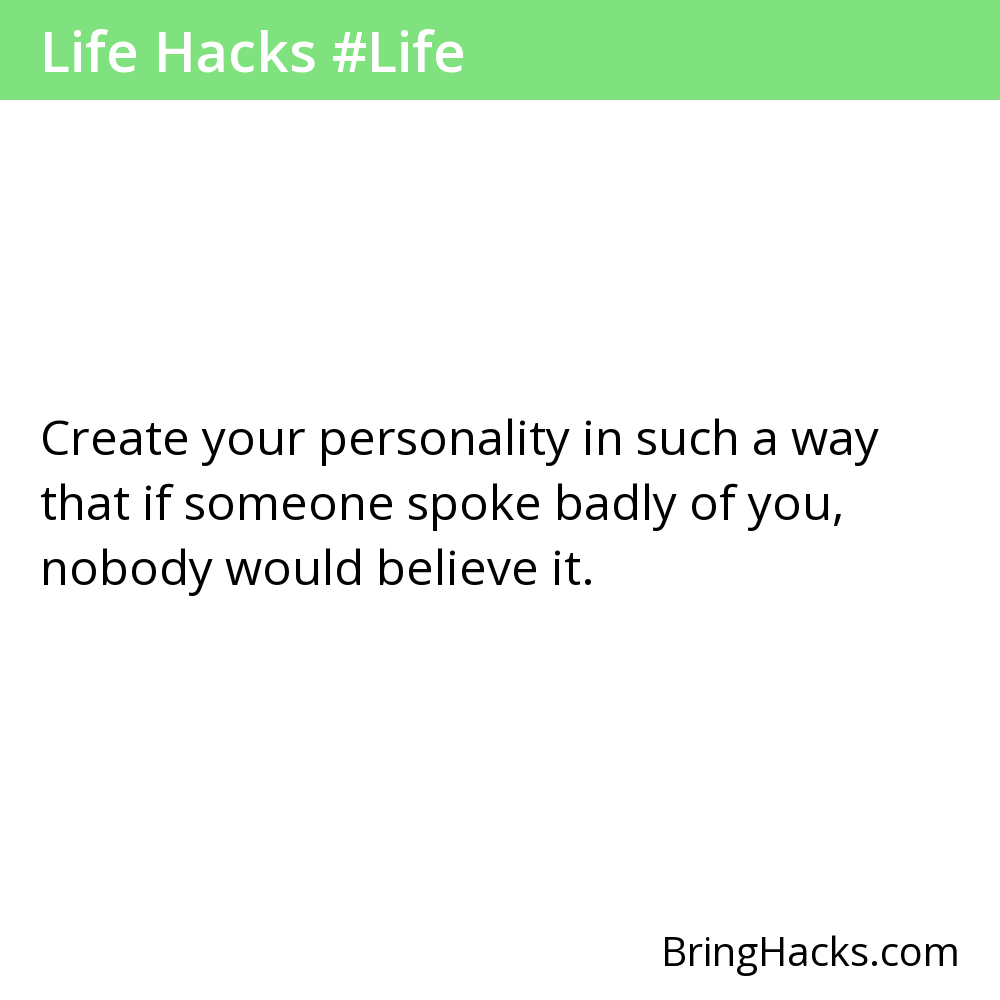 Life Hacks #Life
Create your personality in such a way
that if someone spoke badly of you,
nobody would believe it.
BringHacks.com